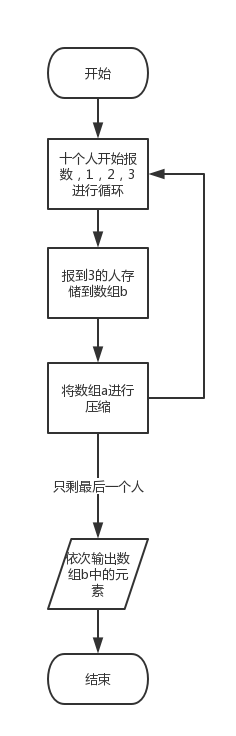 开始
十个人开始报
数，1，2，3
进行循环
报到3的人存
储到数组b
将数组a进行
压缩
只剩最后一个人
依次输出数
组b中的元
素
结束